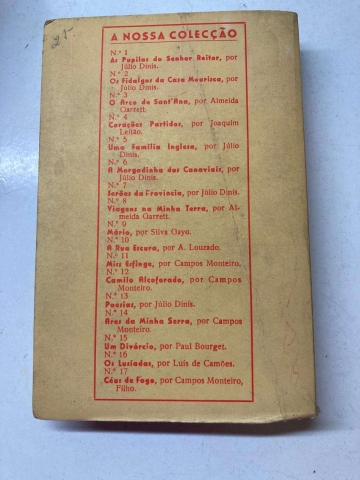 25-
A NOSSA COLECÇÃO
N.º 1
As Pupilas do Senhor Reitor, por
Júlio Dinis.
N.º 2
Os Fidalgos da Casa Mourisca, por
Júlio Dinis.
N.º 3
O Arco de Sant'Ana, por Almeida
Garrett.
N.º 4
Corações Partidos, por Joaquim
Leitão.
N.º 5
Uma Família Inglesa, por Júlio
Dinis.
N.º 6
A Morgadinha dos Canaviais, por
Júlio Dinis.
N.º 7
Serões da Província, por Júlio Dinis.
N.º 8
Viagens na Minha Terra, por Al-
meida Garrett.
N.º 9
Mário, por Silva Gayo.
N.º 10
A Rua Escura, por A. Louzado.
N.º 11
Miss Esfinge, por Campos Monteiro.
N.º 12
Camilo Alcoforado, por Campos
Monteiro.
N.º 13
Poesias, por Júlio Dinis.
N.º 14
Ares da Minha Serra, por Campos
Monteiro.
N.º 15
Um Divórcio, por Paul Bourget.
N.º 16
Os Lusíadas, por Luís de Camões.
N.º 17
Céus de Fogo, por Campos Monteiro,
Filho.